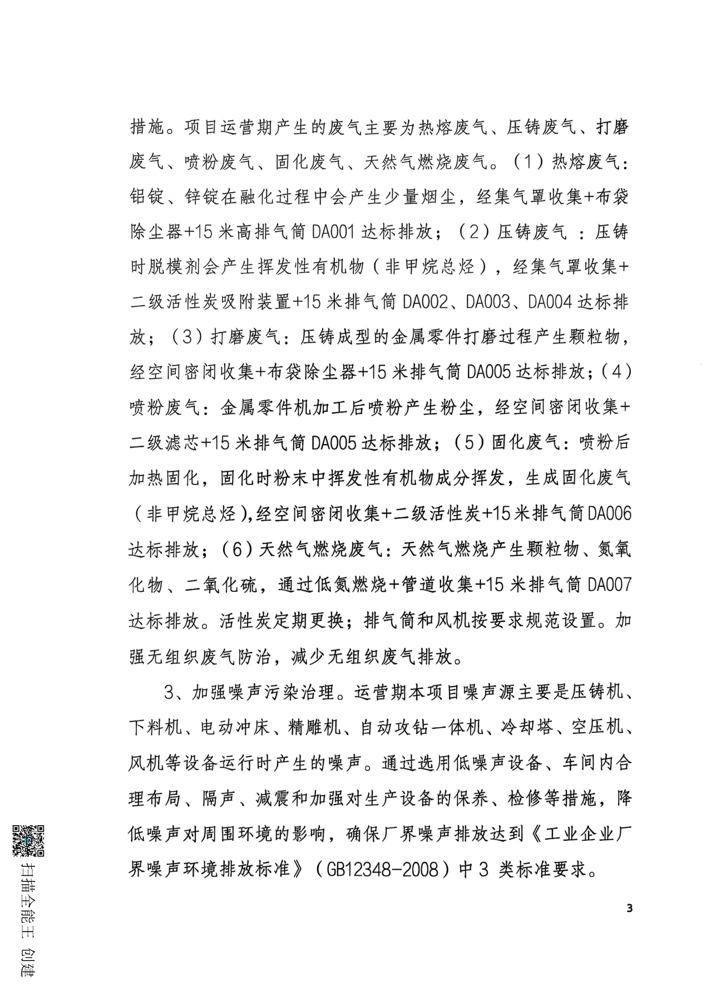 措施。项目运营期产生的废气主要为热熔废气、压铸废气、打磨
废气、喷粉废气、固化废气、天然气燃烧废气。（1）热熔废气：
铝锭、锌锭在融化过程中会产生少量烟尘，经集气罩收集+布袋
除尘器+15 米高排气筒 DA001 达标排放；（2）压铸废气 ：压铸
时脱模剂会产生挥发性有机物（非甲烷总烃），经集气罩收集+
二级活性炭吸附装置+15 米排气筒 DA002、DA003、DA004 达标排
放；（3）打磨废气：压铸成型的金属零件打磨过程产生颗粒物，
经空间密闭收集+布袋除尘器+15 米排气筒 DA005 达标排放；（4）
喷粉废气：金属零件机加工后喷粉产生粉尘，经空间密闭收集+
二级滤芯+15 米排气筒 DA005 达标排放；（5）固化废气：喷粉后
加热固化，固化时粉末中挥发性有机物成分挥发，生成固化废气
（非甲烷总烃），经空间密闭收集+二级活性炭+15 米排气筒 DA006
达标排放；（6）天然气燃烧废气：天然气燃烧产生颗粒物、氮氧
化物、二氧化硫，通过低氮燃烧+管道收集+15 米排气筒 DA007
达标排放。活性炭定期更换；排气筒和风机按要求规范设置。加
强无组织废气防治，减少无组织废气排放。
3、加强噪声污染治理。运营期本项目噪声源主要是压铸机、
下料机、电动冲床、精雕机、自动攻钻一体机、冷却塔、空压机、
风机等设备运行时产生的噪声。通过选用低噪声设备、车间内合
理布局、隔声、减震和加强对生产设备的保养、检修等措施，降
低噪声对周围环境的影响，确保厂界噪声排放达到《工业企业厂
界噪声环境排放标准》（GB12348-2008）中 3 类标准要求。
3
扫描全能王 创建